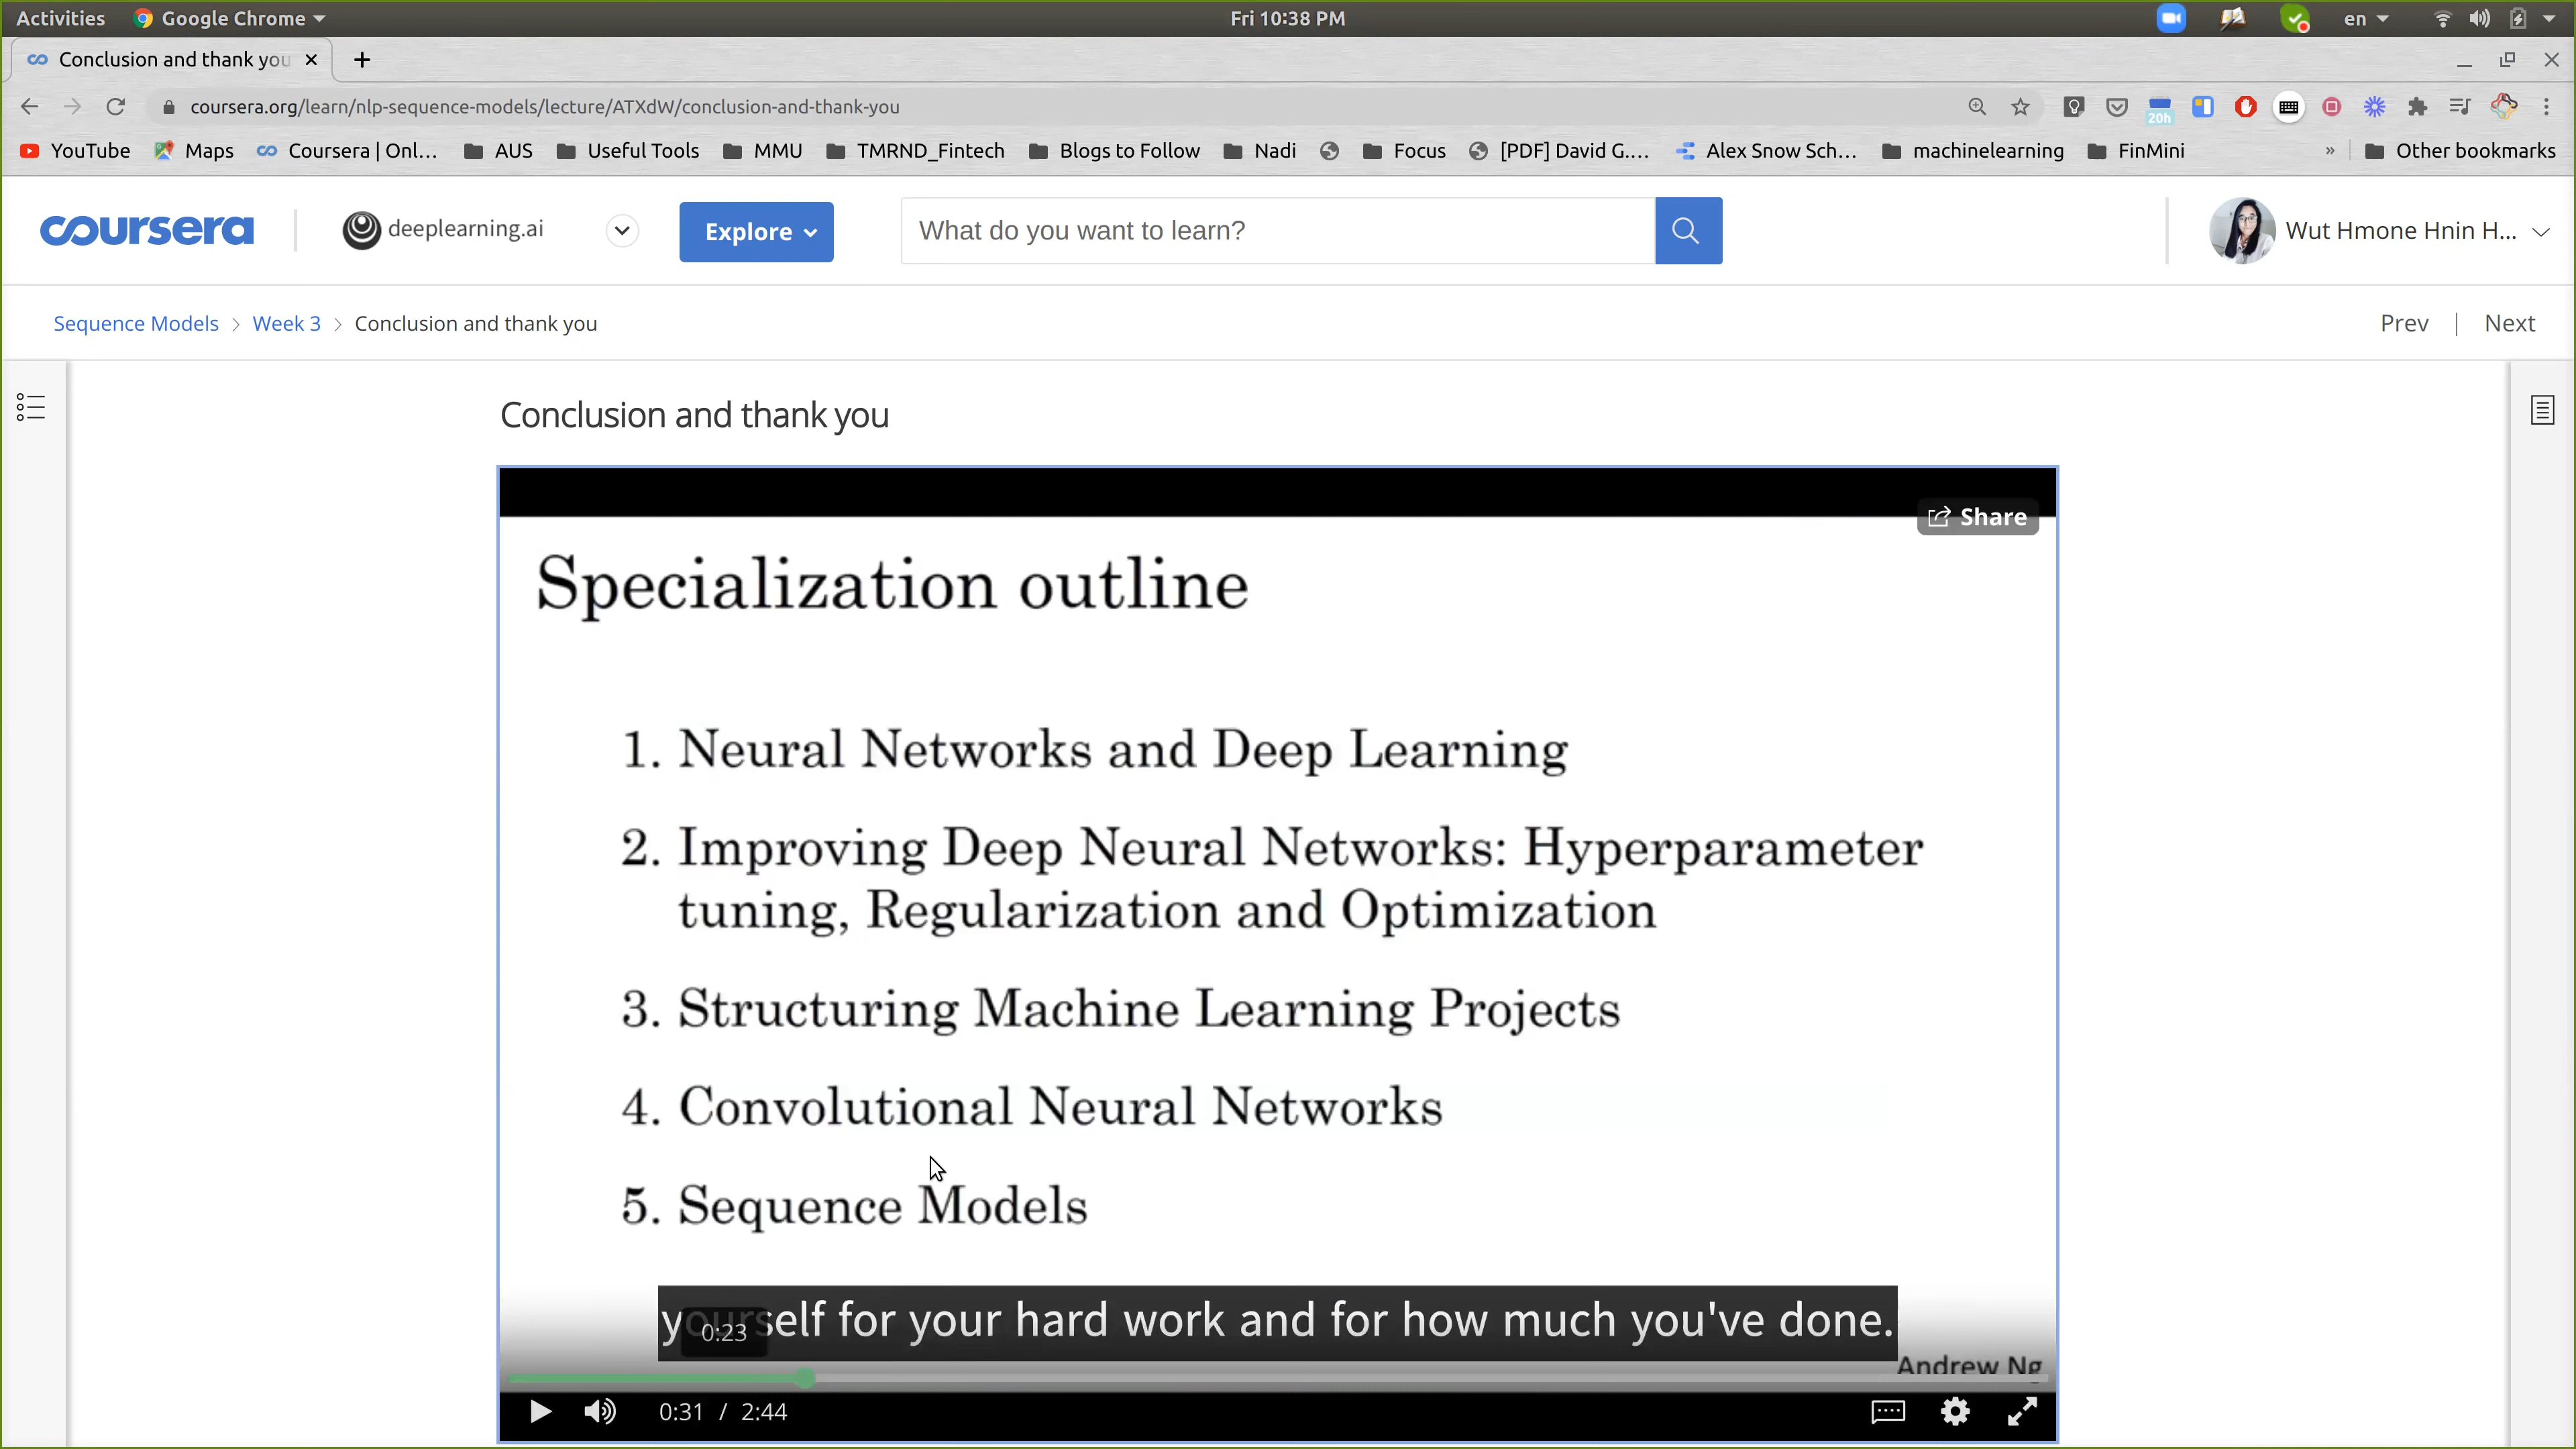 Activities Google Chrome Fri 10:38 PM en
Conclusion and thank you
coursera.org/learn/nlp-sequence-models/lecture/ATXdW/conclusion-and-thank-you 20h
YouTube Maps Coursera | Onl... AUS Useful Tools MMU TMRND_Fintech Blogs to Follow Nadi Focus [PDF] David G.... Alex Snow Sch... machinelearning FinMini » Other bookmarks
coursera deeplearning.ai Explore What do you want to learn? Wut Hmone Hnin H...
Sequence Models > Week 3 > Conclusion and thank you Prev | Next
Conclusion and thank you
Share
Specialization outline
1. Neural Networks and Deep Learning
2. Improving Deep Neural Networks: Hyperparameter
tuning, Regularization and Optimization
3. Structuring Machine Learning Projects
4. Convolutional Neural Networks
5. Sequence Models
yourself for your hard work and for how much you've done.
0:23
Andrew Ng
0:31 / 2:44